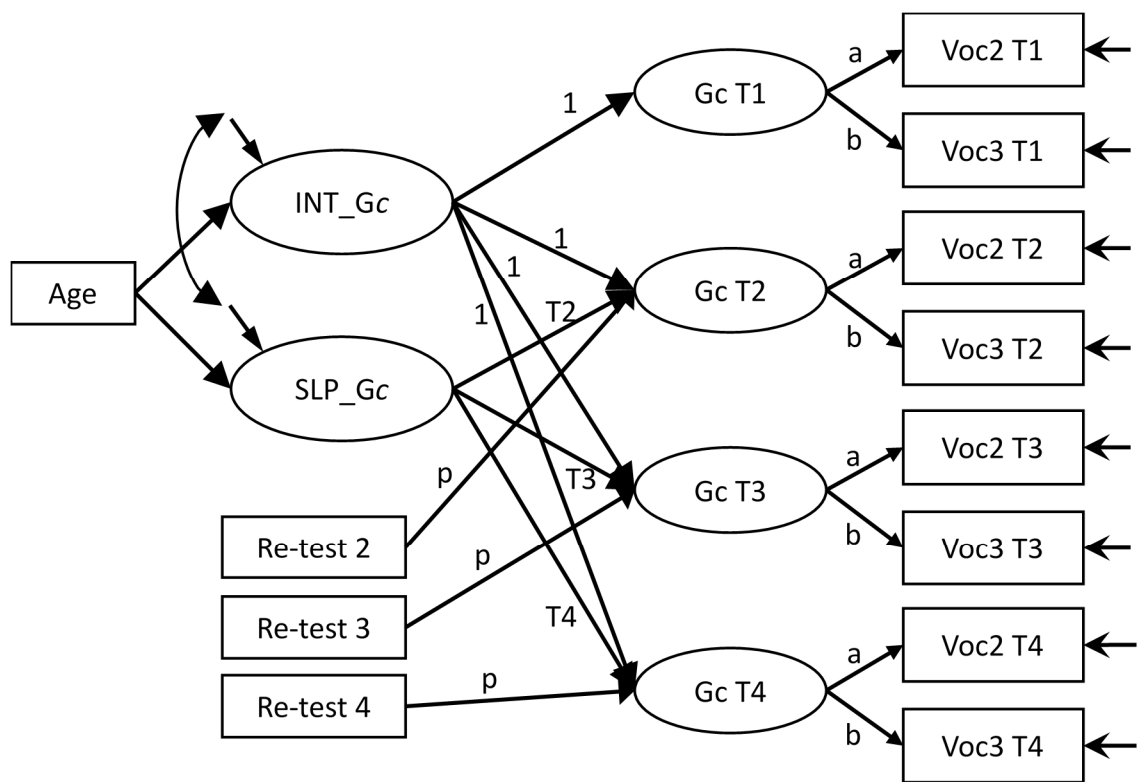 Age
INT_Gc
SLP_Gc
Re-test 2
Re-test 3
Re-test 4
1
1
1
1
T2
T3
T4
p
p
p
Gc T1
Gc T2
Gc T3
Gc T4
a
b
a
b
a
b
a
b
Voc2 T1
Voc3 T1
Voc2 T2
Voc3 T2
Voc2 T3
Voc3 T3
Voc2 T4
Voc3 T4